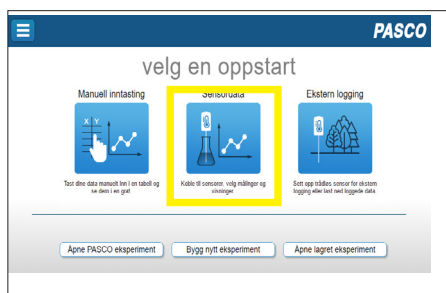 PASCO
velg en oppstart
Manuell inntasting
Sensordata
Ekstern logging
X Y
Tast dine data manuelt inn i en tabell og
se dem i en graf
Koble til sensorer, velg målinger og
visninger
Sett opp trådløs sensor for ekstern
logging eller last ned loggede data
Åpne PASCO eksperiment
Bygg nytt eksperiment
Åpne lagret eksperiment